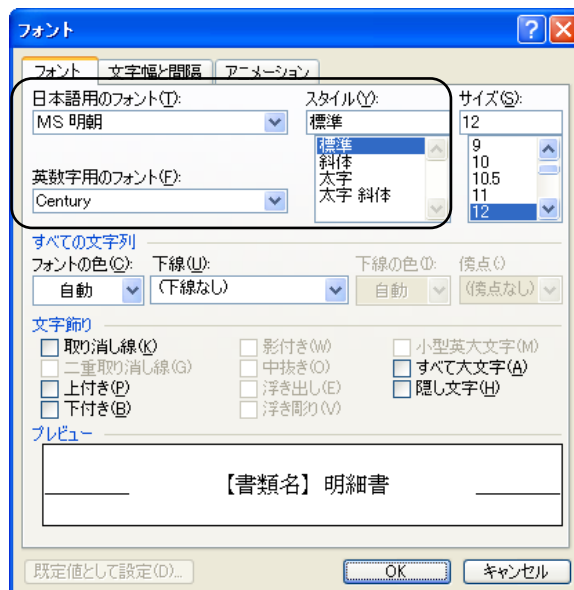 フォント
フォント 文字幅と間隔 アニメーション
日本語用のフォント(T): スタイル(Y): サイズ(S):
MS 明朝 標準 12
標準 9
斜体 10
太字 10.5
太字 斜体 11
12
英数字用のフォント(F):
Century
すべての文字列
フォントの色(C): 下線(U): 下線の色(I): 傍点(·)
自動 (下線なし) 自動 (傍点なし)
文字飾り
取り消し線(K) 影付き(W) 小型英大文字(M)
二重取り消し線(G) 中抜き(O) すべて大文字(A)
上付き(P) 浮き出し(E) 隠し文字(H)
下付き(B) 浮き彫り(V)
プレビュー
【書類名】 明細書
既定値として設定(D)... OK キャンセル